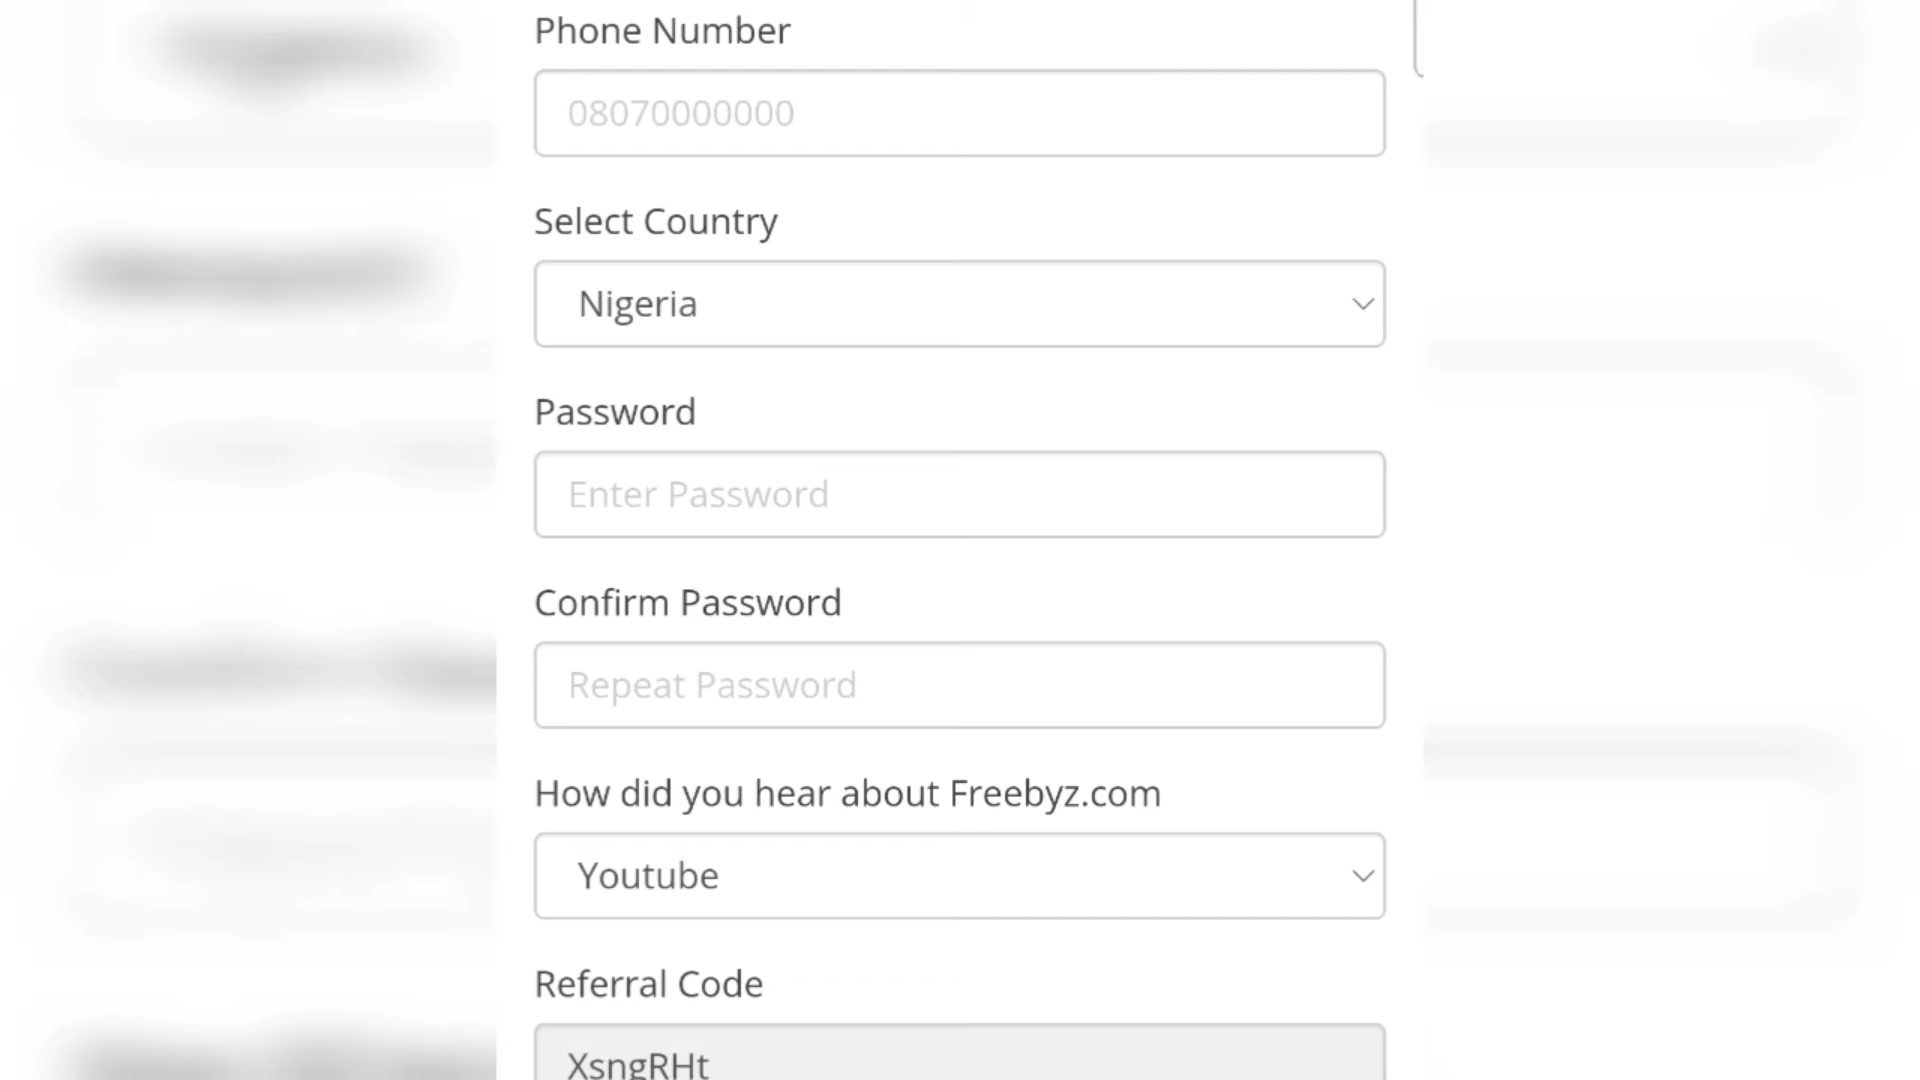 Phone Number
08070000000
Select Country
Nigeria
Password
Enter Password
Confirm Password
Repeat Password
How did you hear about Freebyz.com
Youtube
Referral Code
XsngRHt